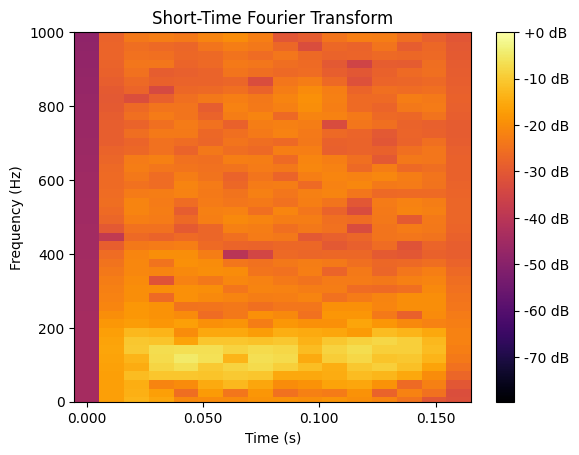 Short-Time Fourier Transform
1000
800
600
400
200
0
Frequency (Hz)
0.000
0.050
0.100
0.150
Time (s)
+0 dB
-10 dB
-20 dB
-30 dB
-40 dB
-50 dB
-60 dB
-70 dB